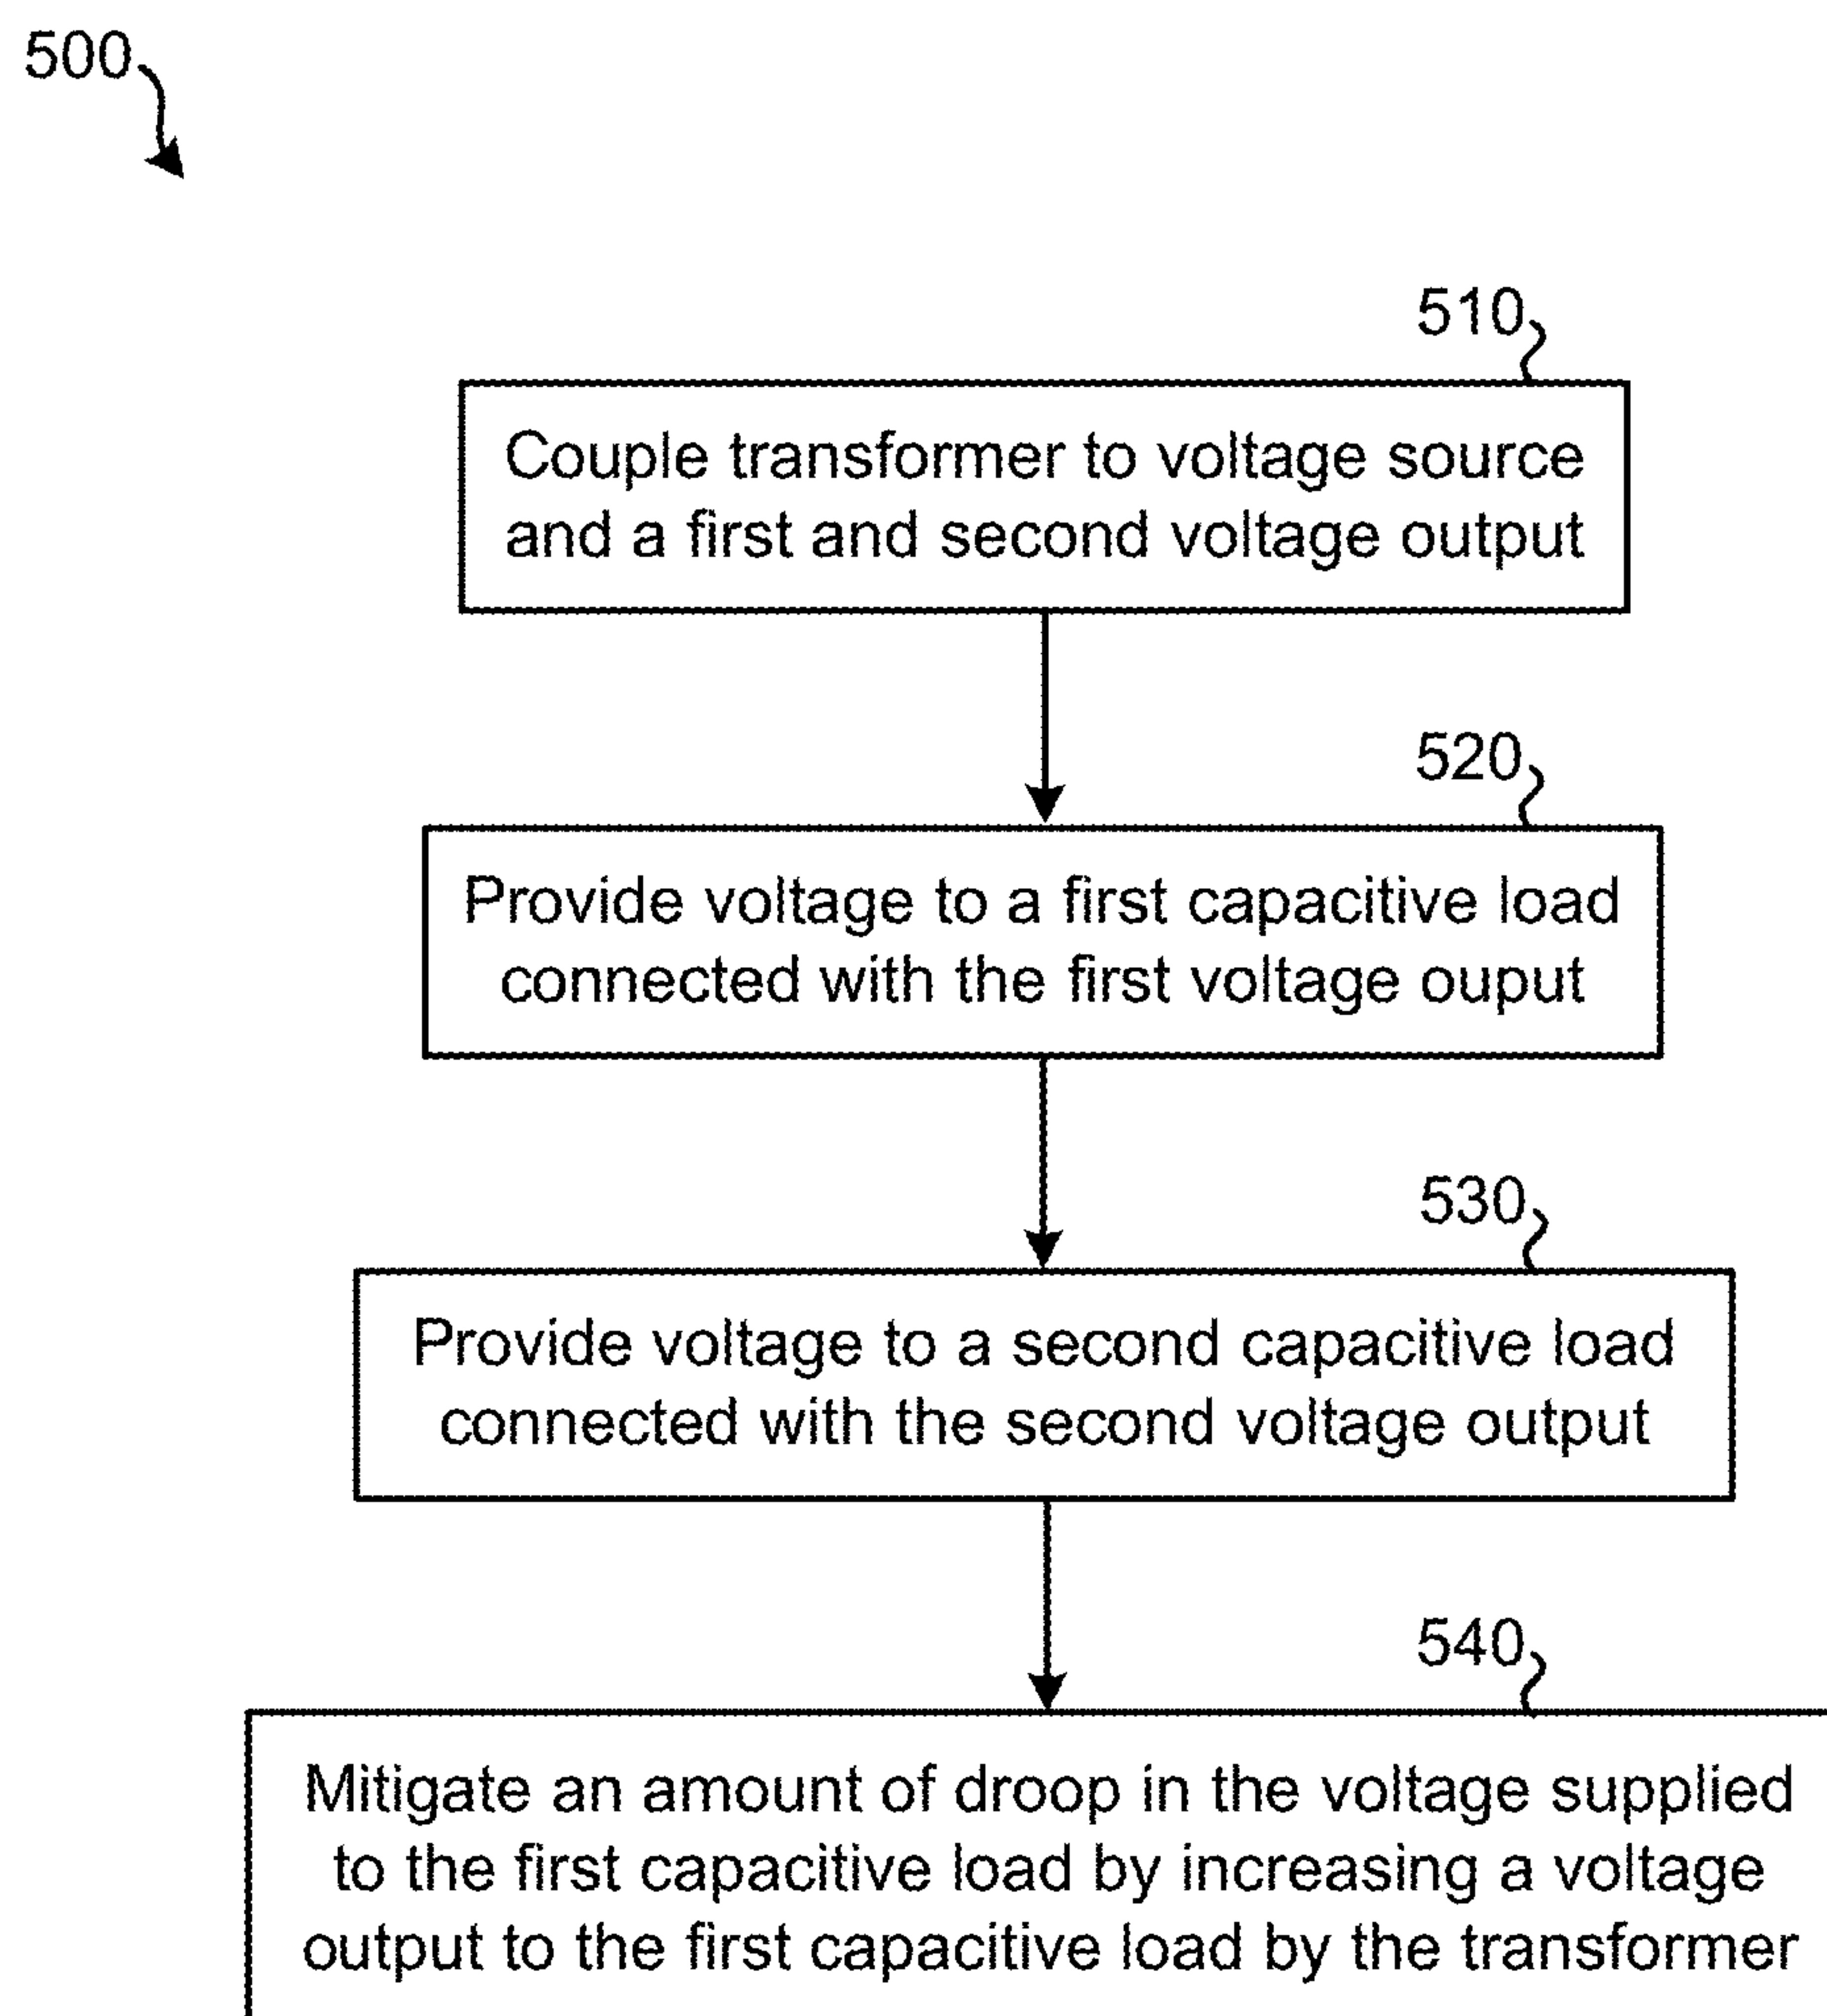 500
510
Couple transformer to voltage source
and a first and second voltage output
520
Provide voltage to a first capacitive load
connected with the first voltage ouput
530
Provide voltage to a second capacitive load
connected with the second voltage output
540
Mitigate an amount of droop in the voltage supplied
to the first capacitive load by increasing a voltage
output to the first capacitive load by the transformer